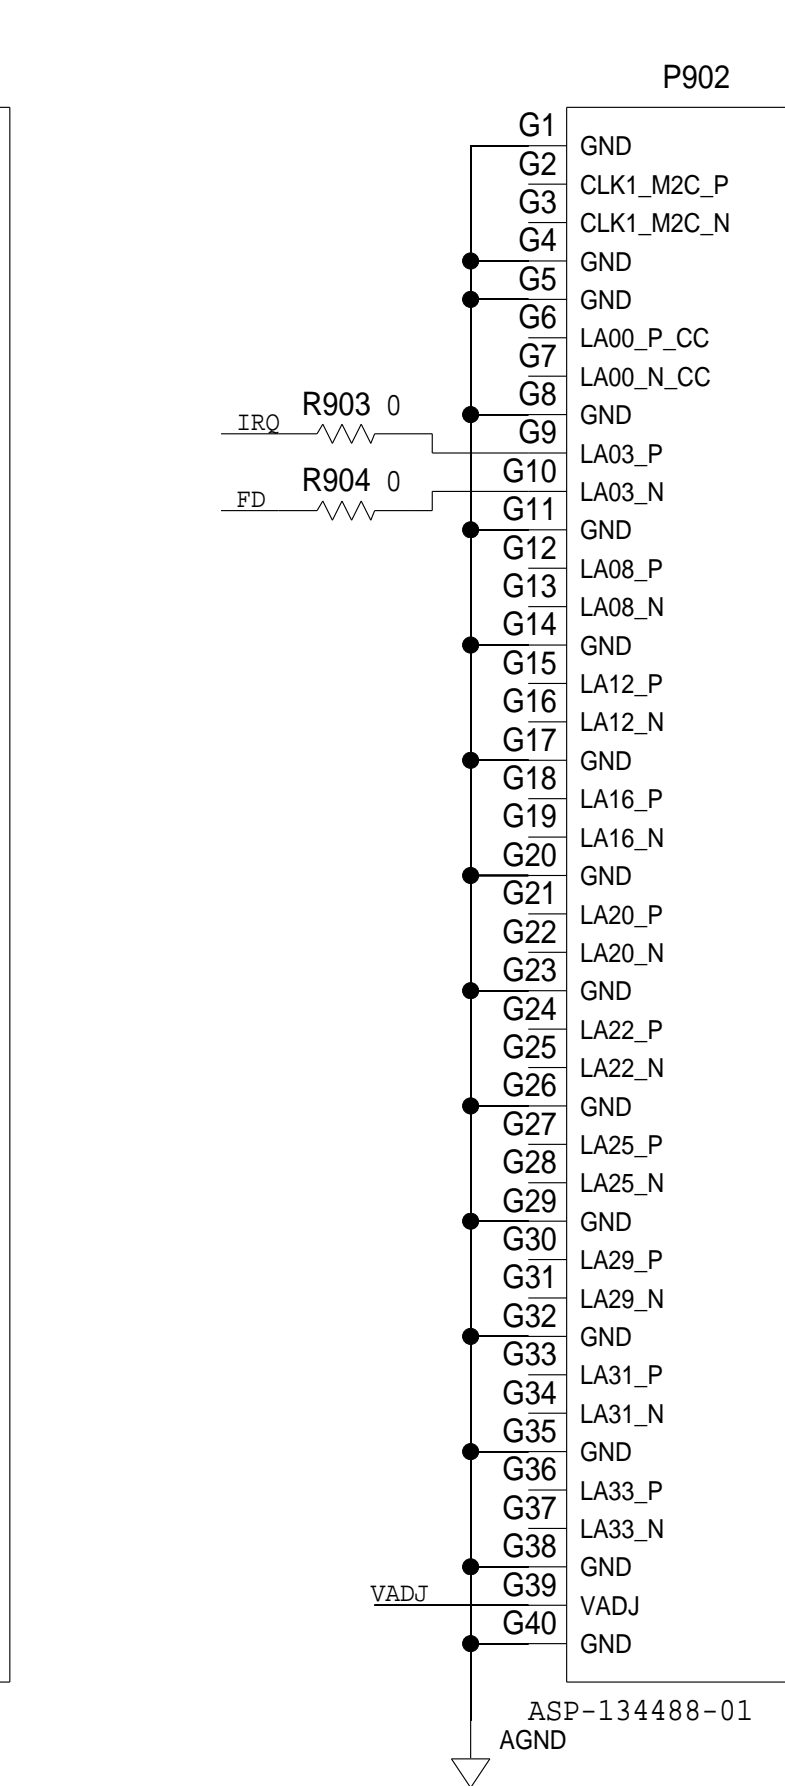 P902
G1 GND
G2 CLK1_M2C_P
G3 CLK1_M2C_N
G4 GND
G5 GND
G6 LA00_P_CC
G7 LA00_N_CC
G8 GND
IRQ R903 0 G9 LA03_P
FD R904 0 G10 LA03_N
G11 GND
G12 LA08_P
G13 LA08_N
G14 GND
G15 LA12_P
G16 LA12_N
G17 GND
G18 LA16_P
G19 LA16_N
G20 GND
G21 LA20_P
G22 LA20_N
G23 GND
G24 LA22_P
G25 LA22_N
G26 GND
G27 LA25_P
G28 LA25_N
G29 GND
G30 LA29_P
G31 LA29_N
G32 GND
G33 LA31_P
G34 LA31_N
G35 GND
G36 LA33_P
G37 LA33_N
G38 GND
VADJ G39 VADJ
G40 GND
ASP-134488-01
AGND